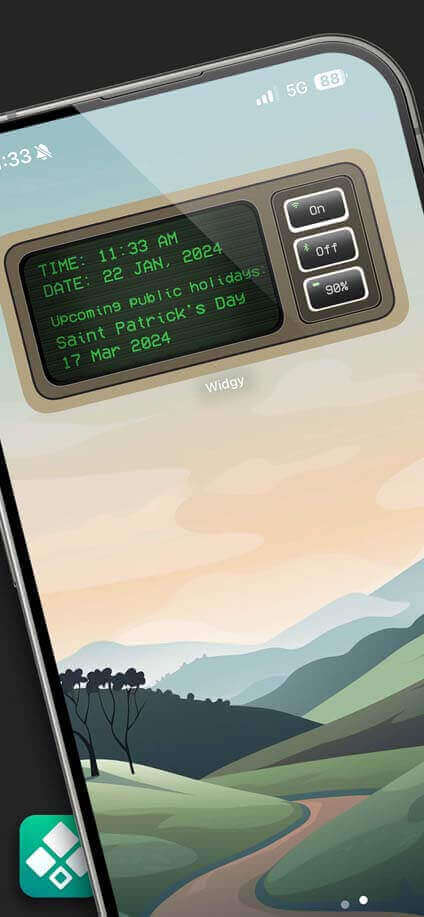 :33
5G 88
TIME: 11:33 AM
DATE: 22 JAN, 2024
Upcoming public holidays:
Saint Patrick's Day
17 Mar 2024
On
Off
90%
Widgy